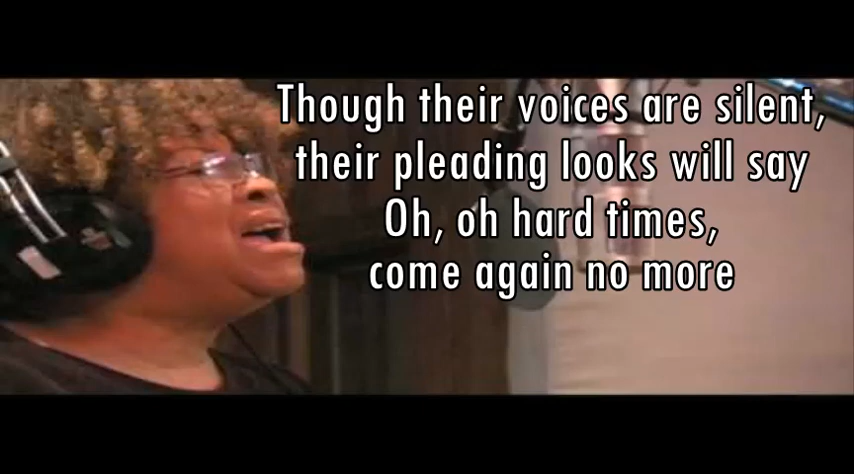 Though their voices are silent,
their pleading looks will say
Oh, oh hard times,
come again no more